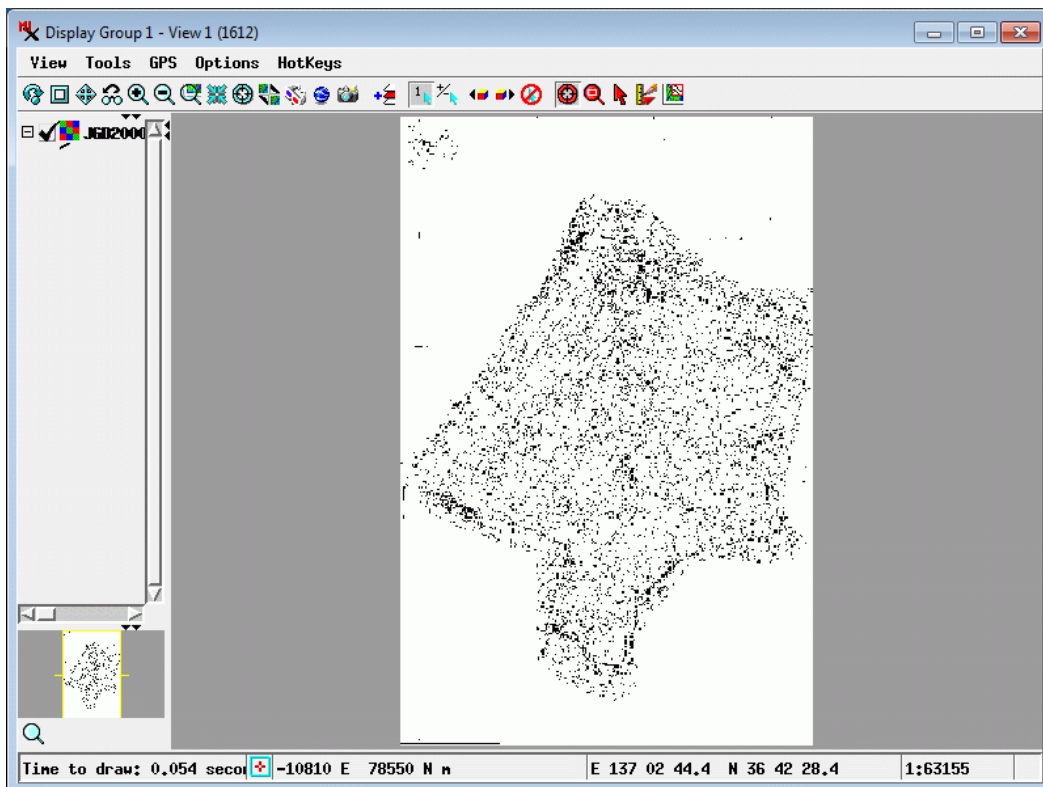 Display Group 1 - View 1 (1612)
View Tools GPS Options HotKeys
JGD2000
Time to draw: 0.054 secon -10810 E 78550 N m E 137 02 44.4 N 36 42 28.4 1:63155